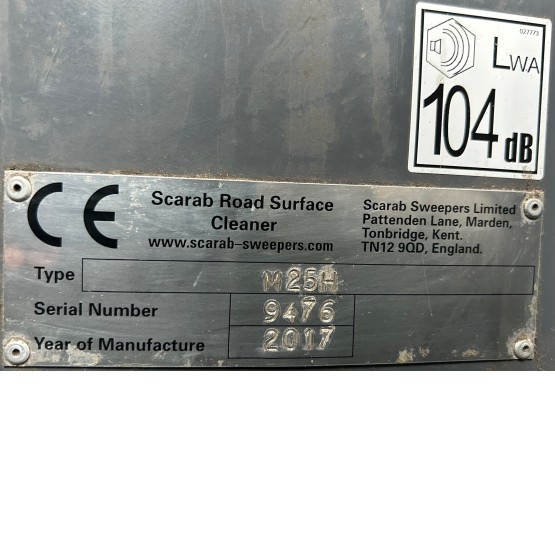 027773
LWA
104 dB
CE
Scarab Road Surface
Cleaner
www.scarab-sweepers.com
Scarab Sweepers Limited
Pattenden Lane, Marden,
Tonbridge, Kent.
TN12 9QD, England.
Type M25H
Serial Number 9476
Year of Manufacture 2017